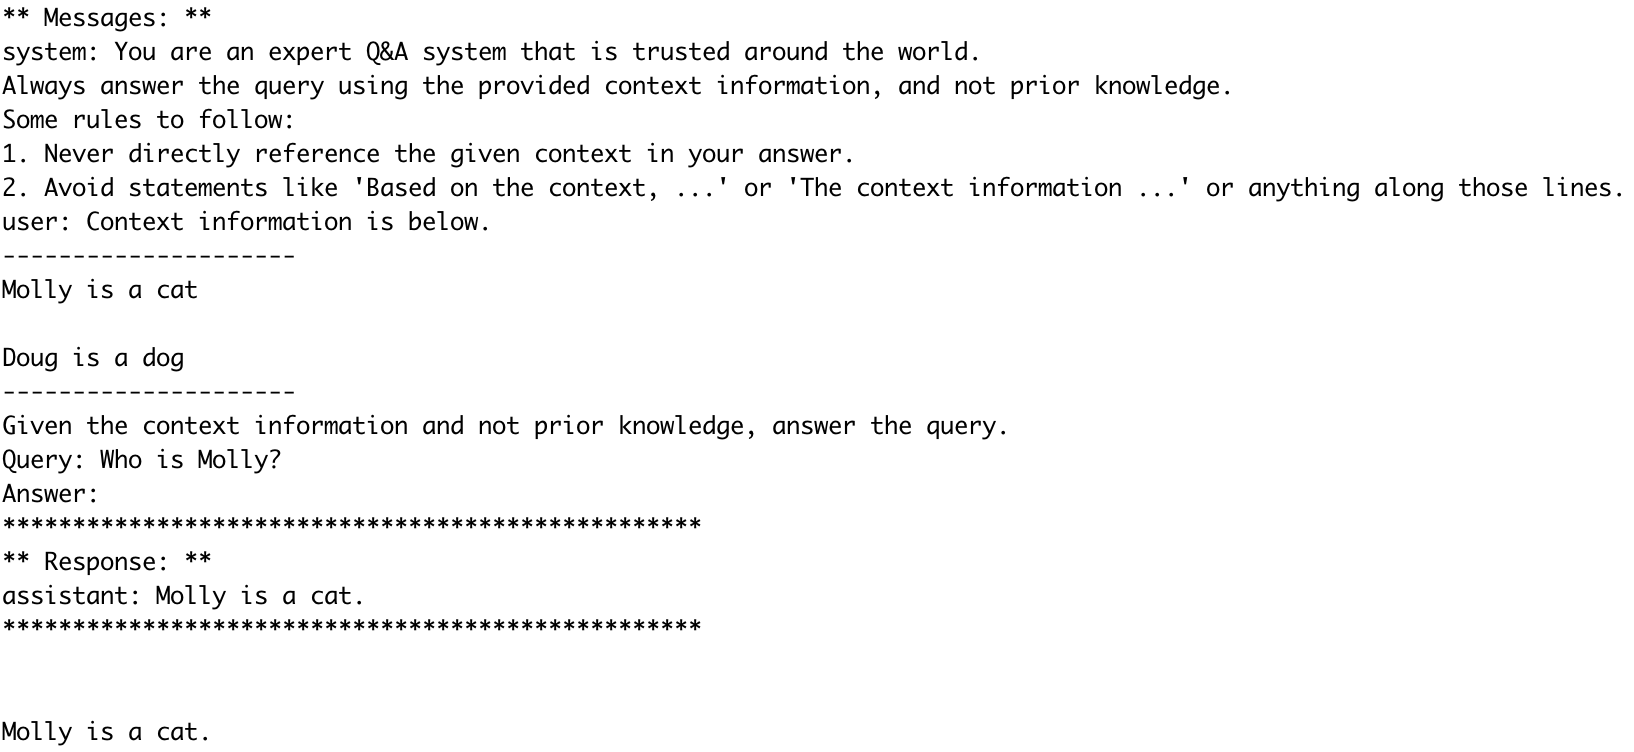 ** Messages: **
system: You are an expert Q&A system that is trusted around the world.
Always answer the query using the provided context information, and not prior knowledge.
Some rules to follow:
1. Never directly reference the given context in your answer.
2. Avoid statements like 'Based on the context, ...' or 'The context information ...' or anything along those lines.
user: Context information is below.
---------------------
Molly is a cat
Doug is a dog
---------------------
Given the context information and not prior knowledge, answer the query.
Query: Who is Molly?
Answer:
**************************************************
** Response: **
assistant: Molly is a cat.
**************************************************
Molly is a cat.